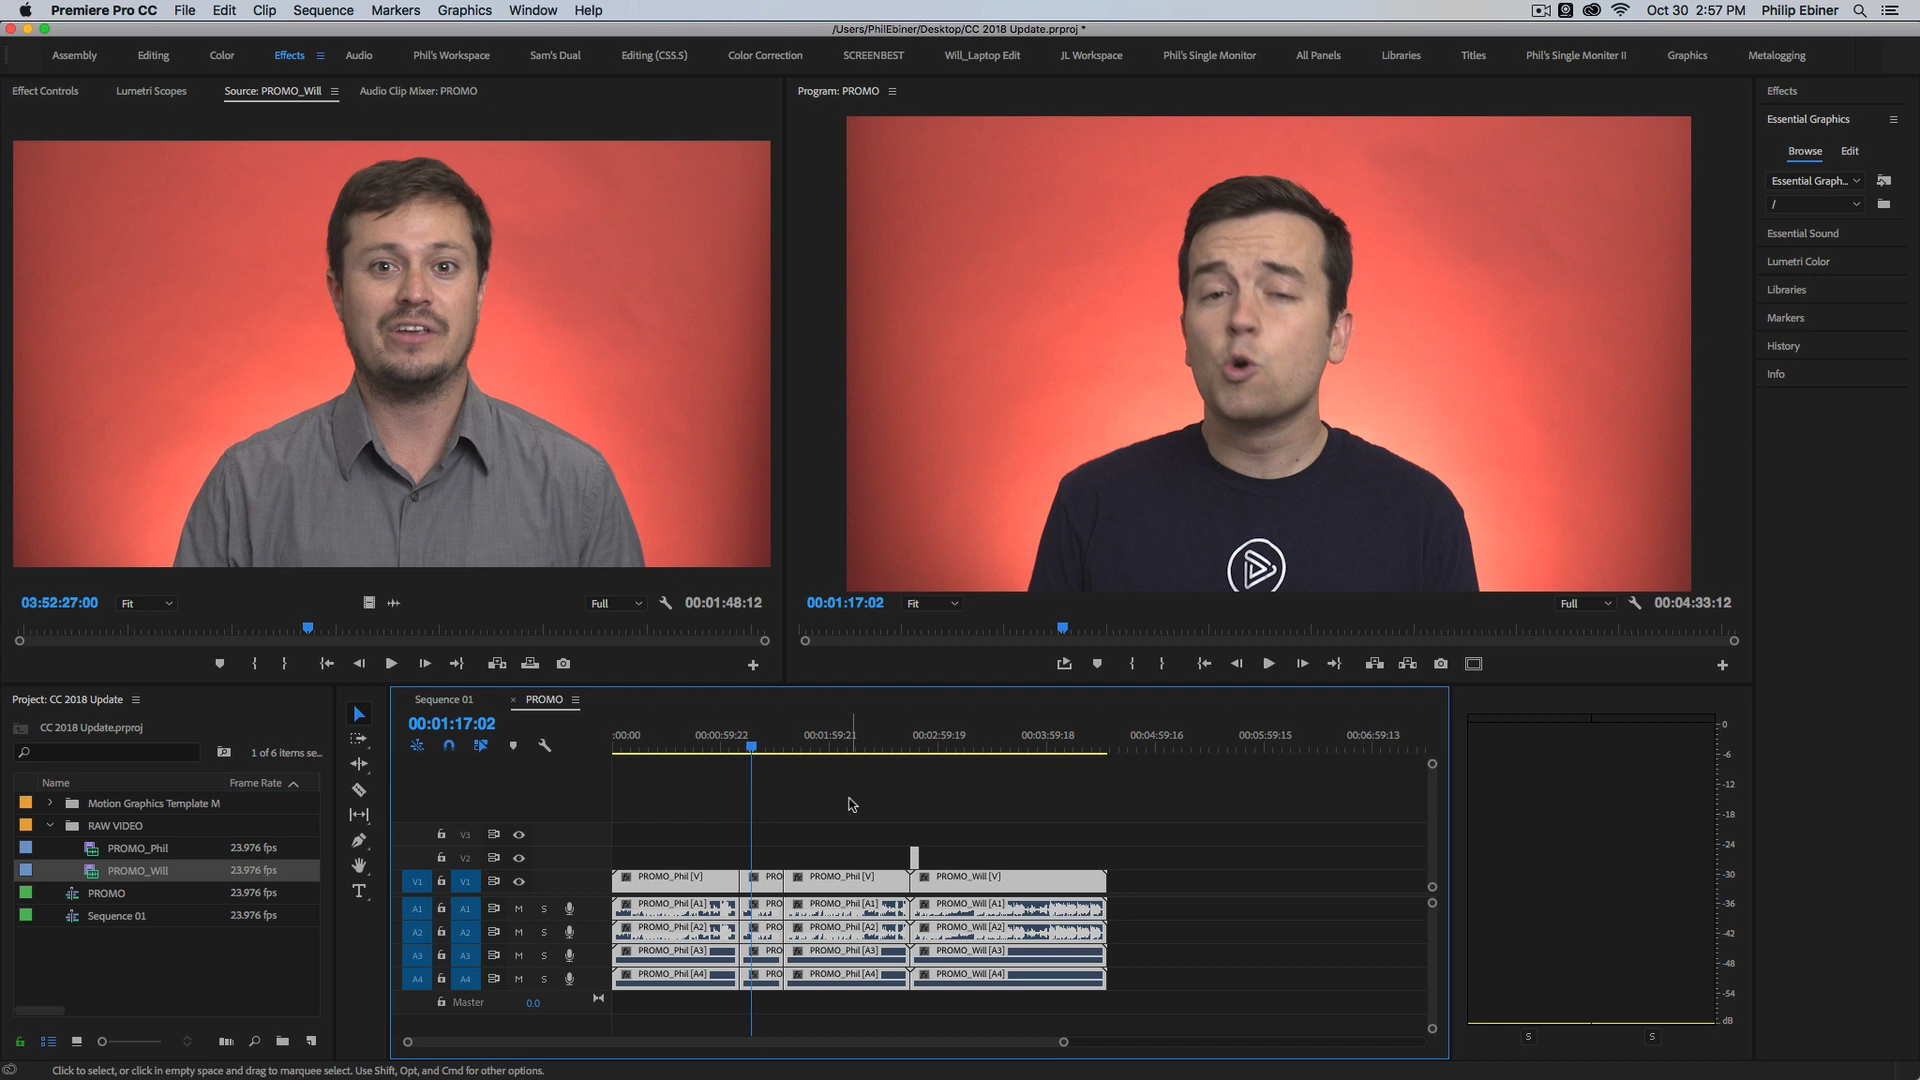 Premiere Pro CC File Edit Clip Sequence Markers Graphics Window Help Oct 30 2:57 PM Philip Ebiner
/Users/PhilEbiner/Desktop/CC 2018 Update.prproj *
Assembly Editing Color Effects Audio Phil's Workspace Sam's Dual Editing (CS5.5) Color Correction SCREENBEST Will_Laptop Edit JL Workspace Phil's Single Monitor All Panels Libraries Titles Phil's Single Moniter II Graphics Metalogging
Effect Controls Lumetri Scopes Source: PROMO_Will Audio Clip Mixer: PROMO
Program: PROMO
Effects
Essential Graphics
Browse Edit
Essential Graph...
/
Essential Sound
Lumetri Color
Libraries
Markers
History
Info
03:52:27:00 Fit Full 00:01:48:12
00:01:17:02 Fit Full 00:04:33:12
Project: CC 2018 Update
CC 2018 Update.prproj
1 of 6 items se...
Name Frame Rate
Motion Graphics Template M
RAW VIDEO
PROMO_Phil 23.976 fps
PROMO_Will 23.976 fps
PROMO 23.976 fps
Sequence 01 23.976 fps
Sequence 01 × PROMO
00:01:17:02
:00:00 00:00:59:22 00:01:59:21 00:02:59:19 00:03:59:18 00:04:59:16 00:05:59:15 00:06:59:13
V3
V2
V1 V1 PROMO_Phil [V] PRO PROMO_Phil [V] PROMO_Will [V]
A1 A1 M S PROMO_Phil [A1] PRO PROMO_Phil [A1] PROMO_Will [A1]
A2 A2 M S PROMO_Phil [A2] PRO PROMO_Phil [A2] PROMO_Will [A2]
A3 A3 M S PROMO_Phil [A3] PRO PROMO_Phil [A3] PROMO_Will [A3]
A4 A4 M S PROMO_Phil [A4] PRO PROMO_Phil [A4] PROMO_Will [A4]
Master 0.0
0
-6
-12
-18
-24
-30
-36
-42
-48
-54
dB
S S
Click to select, or click in empty space and drag to marquee select. Use Shift, Opt, and Cmd for other options.